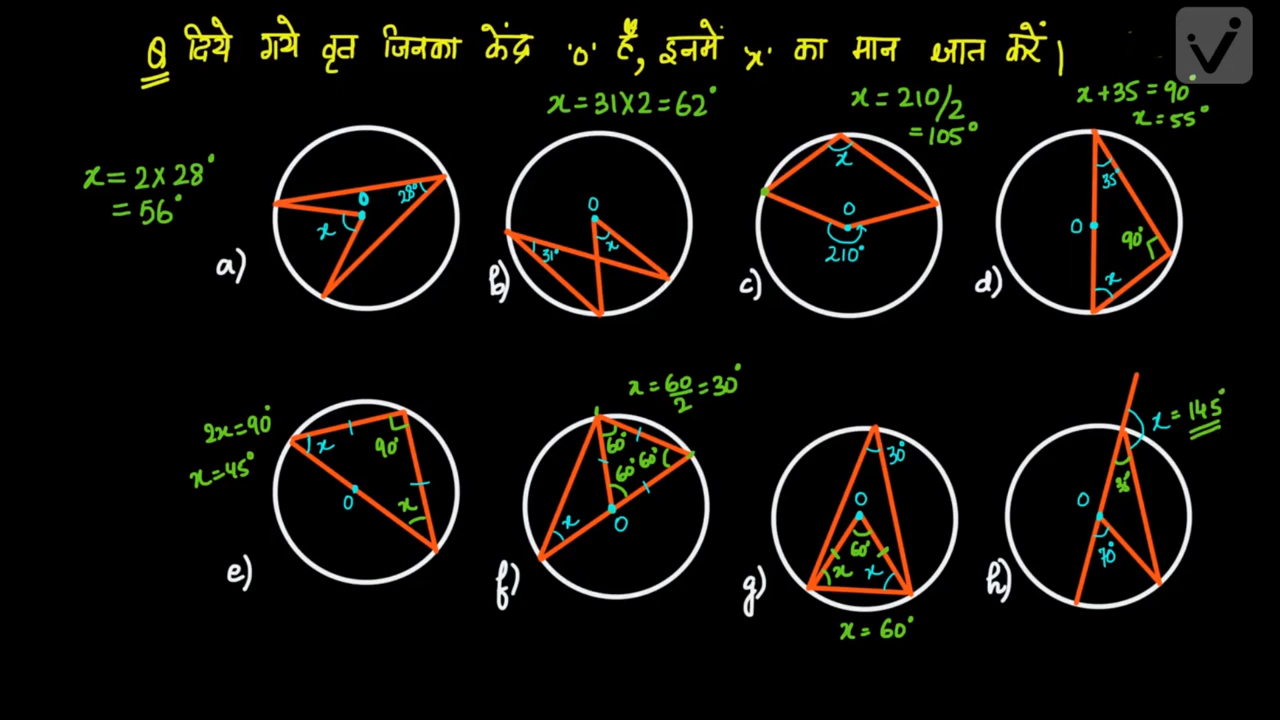 Q दिये गये वृत जिनका केंद्र 'O' हैं, इनमें 'x' का मान ज्ञात करें।
x = 2 × 28°
= 56°
O
28°
x
a)
x = 31 × 2 = 62°
O
31°
x
b)
x = 210/2
= 105°
x
O
210°
c)
x + 35 = 90°
x = 55°
35°
O
90°
x
d)
2x = 90°
x = 45°
x
90°
O
x
e)
x = 60/2 = 30°
60°
60° 60°
x
O
f)
30°
O
60°
x x
g)
x = 60°
x = 145°
35°
O
70°
h)